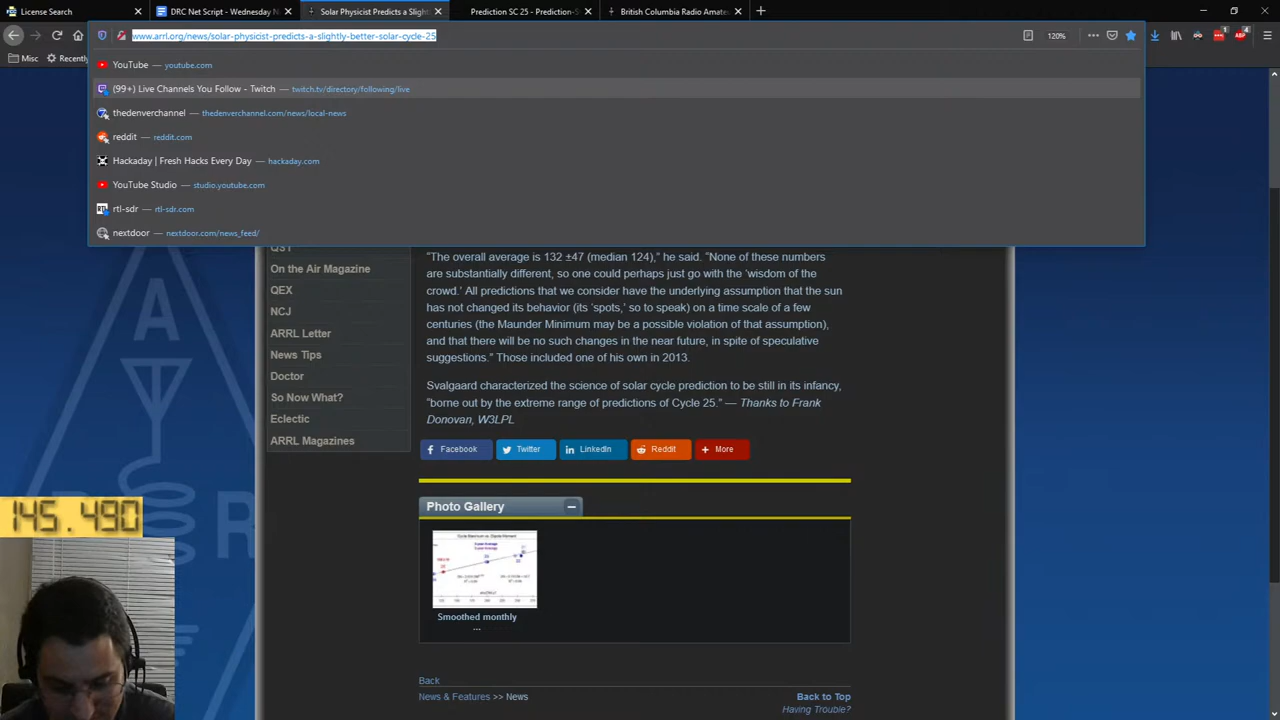 License Search
DRC Net Script - Wednesday N
Solar Physicist Predicts a Slight
Prediction SC 25 - Prediction-S
British Columbia Radio Amate
www.arrl.org/news/solar-physicist-predicts-a-slightly-better-solar-cycle-25
120%
Misc
Recently
YouTube — youtube.com
(99+) Live Channels You Follow - Twitch — twitch.tv/directory/following/live
thedenverchannel — thedenverchannel.com/news/local-news
reddit — reddit.com
Hackaday | Fresh Hacks Every Day — hackaday.com
YouTube Studio — studio.youtube.com
rtl-sdr — rtl-sdr.com
nextdoor — nextdoor.com/news_feed/
QST
On the Air Magazine
QEX
NCJ
ARRL Letter
News Tips
Doctor
So Now What?
Eclectic
ARRL Magazines
“The overall average is 132 ±47 (median 124),” he said. “None of these numbers
are substantially different, so one could perhaps just go with the ‘wisdom of the
crowd.’ All predictions that we consider have the underlying assumption that the sun
has not changed its behavior (its ‘spots,’ so to speak) on a time scale of a few
centuries (the Maunder Minimum may be a possible violation of that assumption),
and that there will be no such changes in the near future, in spite of speculative
suggestions.” Those included one of his own in 2013.
Svalgaard characterized the science of solar cycle prediction to be still in its infancy,
“borne out by the extreme range of predictions of Cycle 25.” — Thanks to Frank
Donovan, W3LPL
Facebook
Twitter
LinkedIn
Reddit
More
Photo Gallery
Smoothed monthly
...
Back
News & Features >> News
Back to Top
Having Trouble?
145.490
A
R